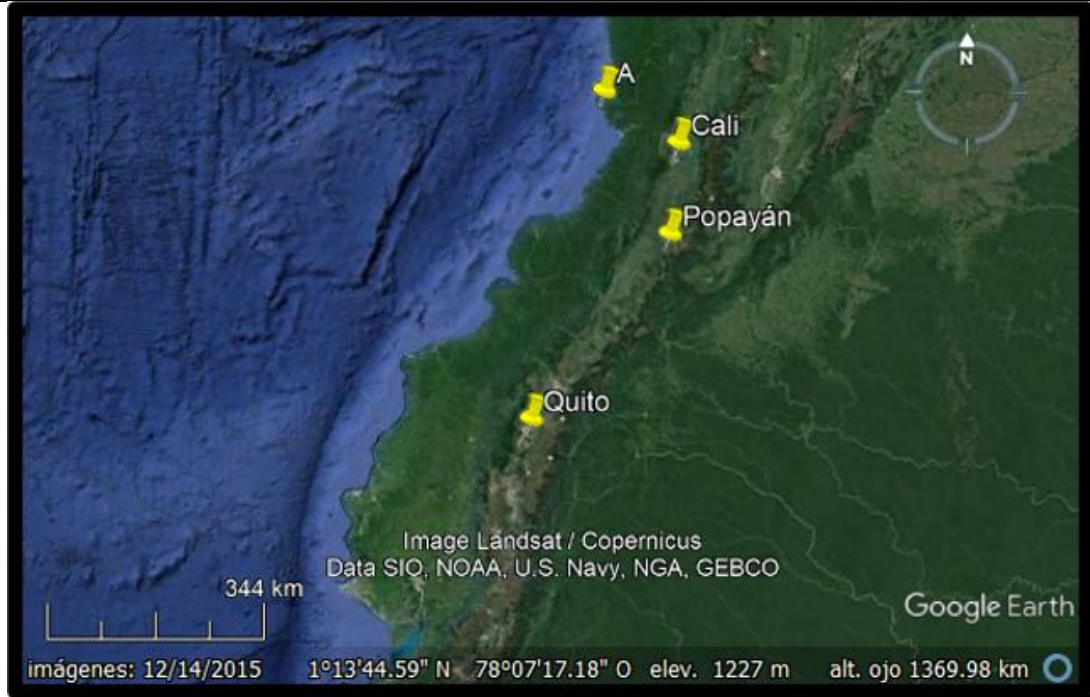 N
A
Cali
Popayán
Quito
Image Landsat / Copernicus
Data SIO, NOAA, U.S. Navy, NGA, GEBCO
344 km
Google Earth
imágenes: 12/14/2015 1°13'44.59" N 78°07'17.18" O elev. 1227 m alt. ojo 1369.98 km